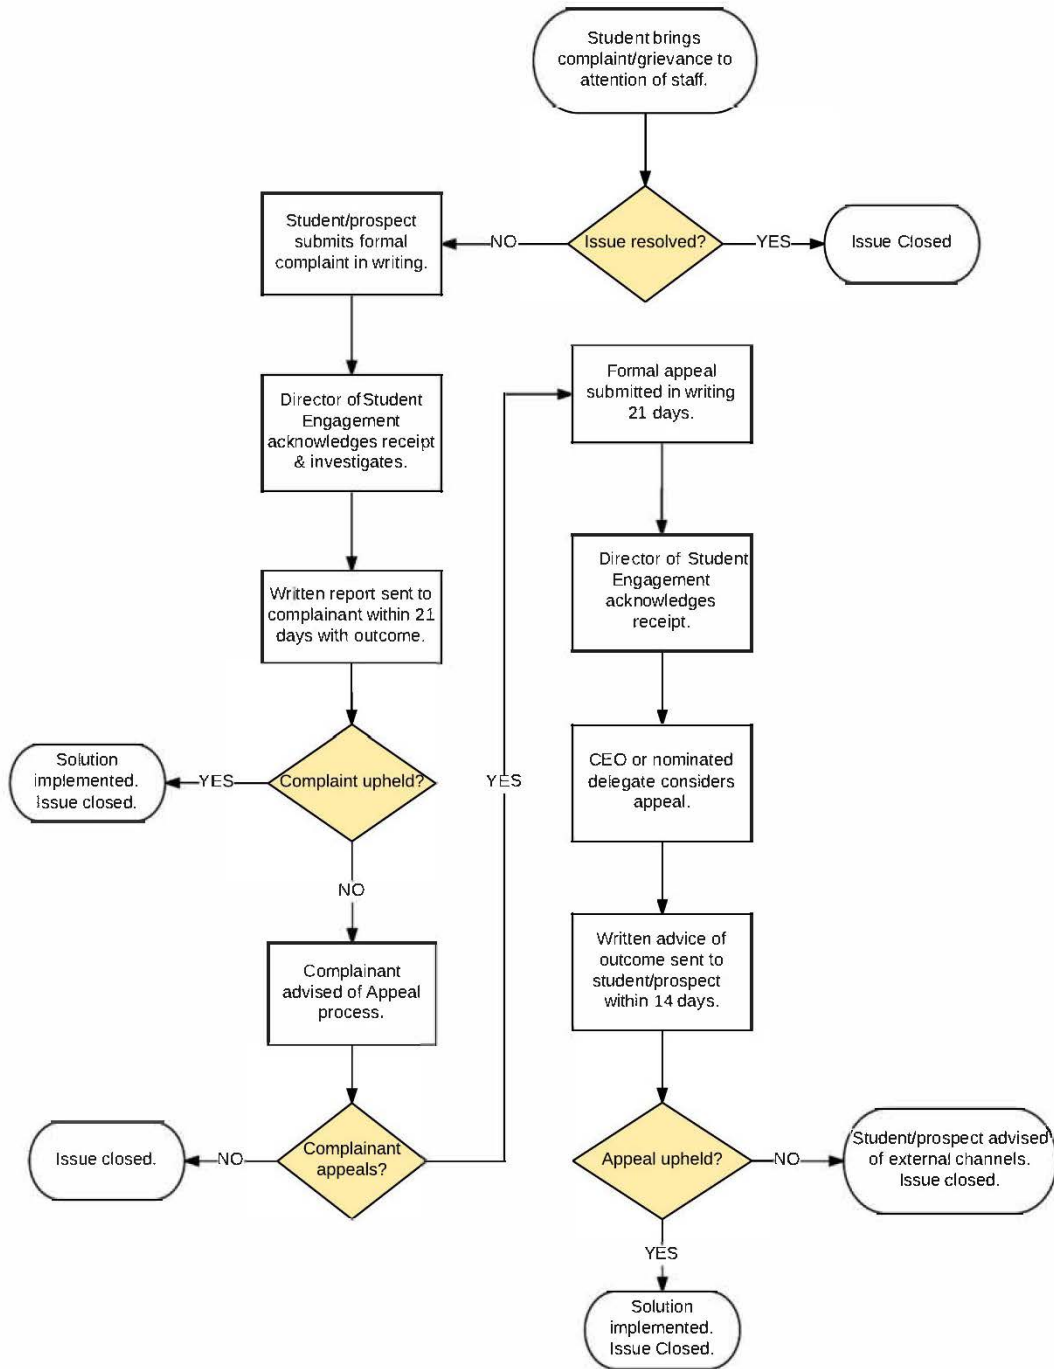 Student brings
complaint/grievance to
attention of staff.
Issue resolved?
YES
Issue Closed
NO
Student/prospect
submits formal
complaint in writing.
Director of Student
Engagement
acknowledges receipt
& investigates.
Written report sent to
complainant within 21
days with outcome.
Complaint upheld?
YES
Solution
implemented.
Issue closed.
NO
Complainant
advised of Appeal
process.
Complainant
appeals?
NO
Issue closed.
YES
Formal appeal
submitted in writing
21 days.
Director of Student
Engagement
acknowledges
receipt.
CEO or nominated
delegate considers
appeal.
Written advice of
outcome sent to
student/prospect
within 14 days.
Appeal upheld?
NO
Student/prospect advised
of external channels.
Issue closed.
YES
Solution
implemented.
Issue Closed.